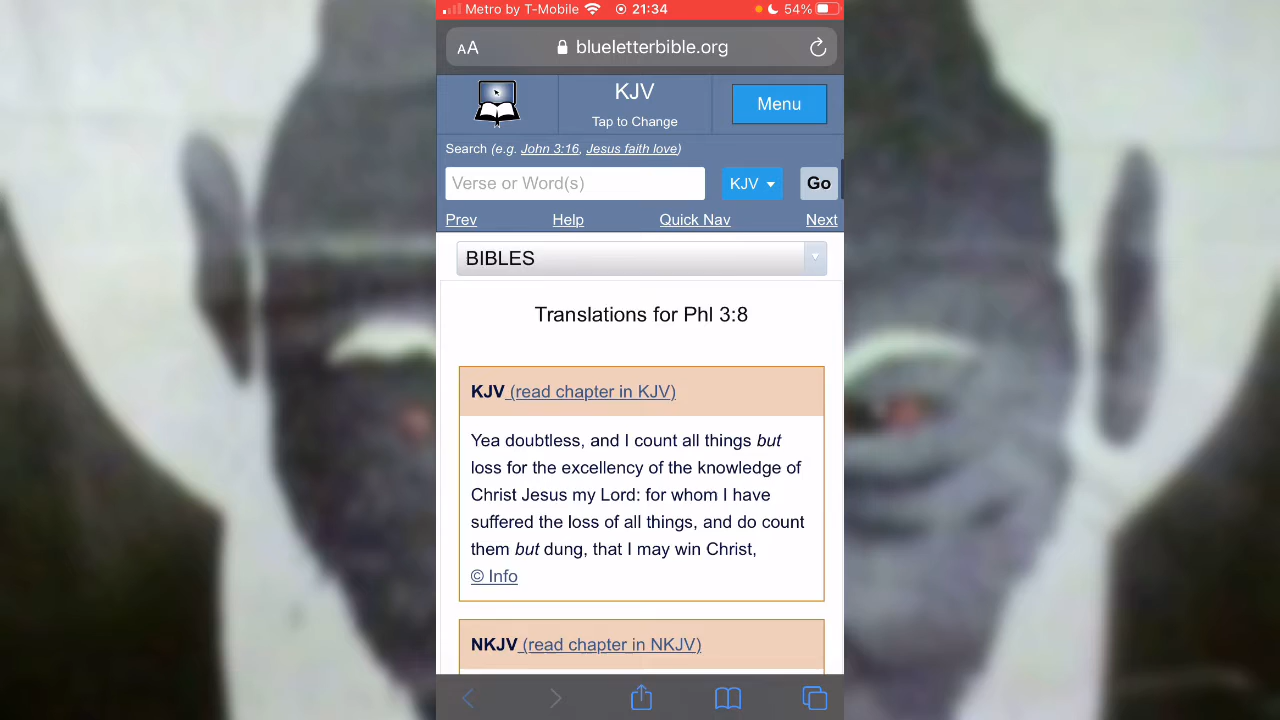 Metro by T-Mobile 21:34 54%
AA blueletterbible.org
KJV
Tap to Change
Menu
Search (e.g. John 3:16, Jesus faith love)
Verse or Word(s) KJV Go
Prev Help Quick Nav Next
BIBLES
Translations for Phl 3:8
KJV (read chapter in KJV)
Yea doubtless, and I count all things but
loss for the excellency of the knowledge of
Christ Jesus my Lord: for whom I have
suffered the loss of all things, and do count
them but dung, that I may win Christ,
© Info
NKJV (read chapter in NKJV)